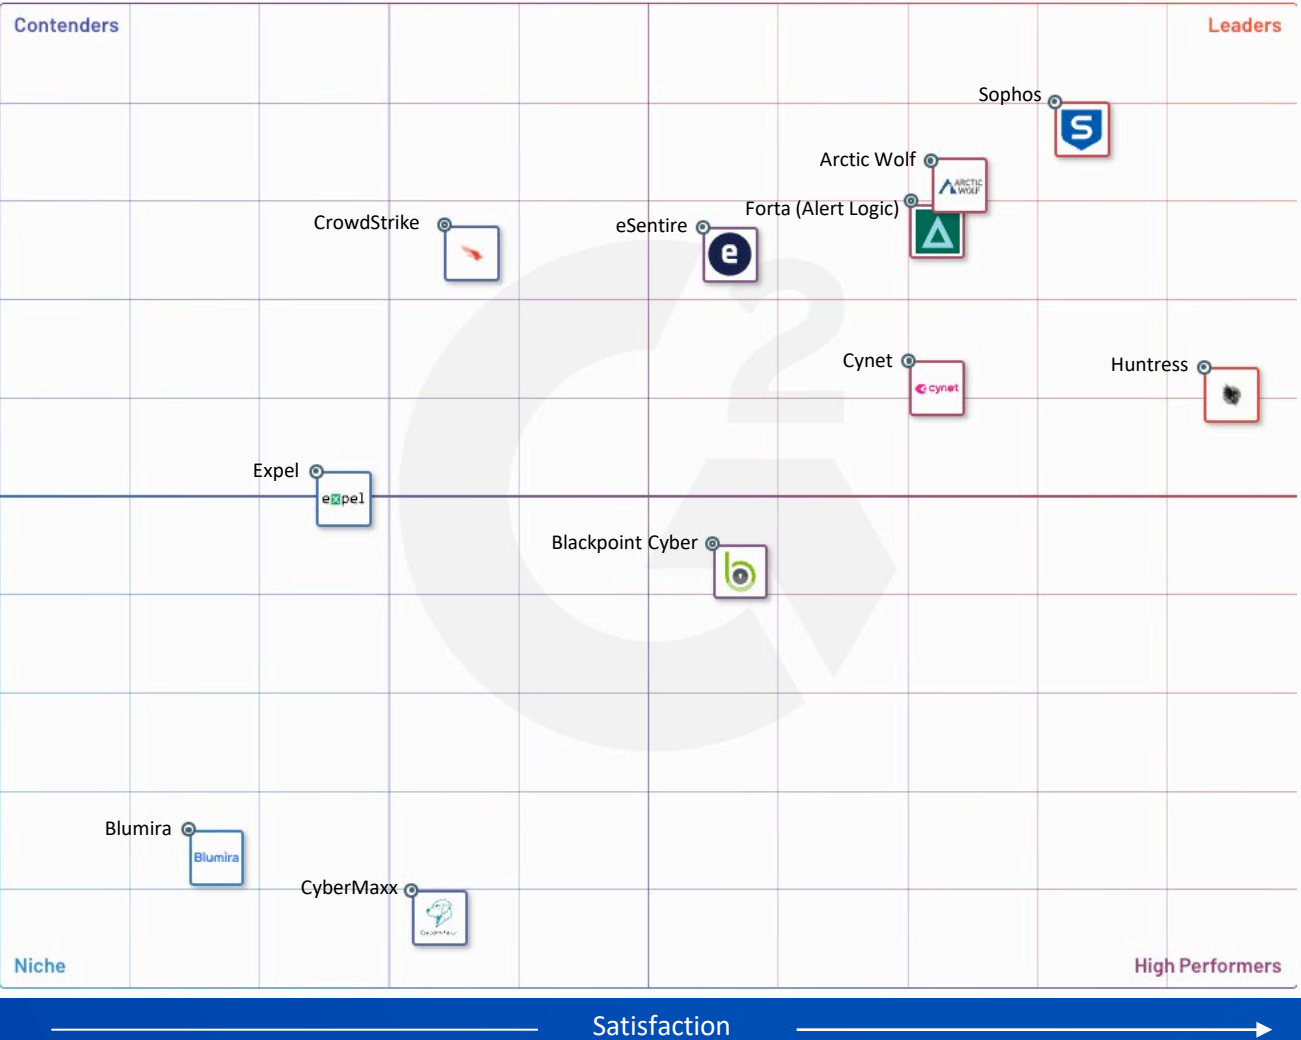 Contenders
Leaders
Sophos
S
Arctic Wolf
ARCTIC
WOLF
Forta (Alert Logic)
CrowdStrike
eSentire
e
2
Cynet
cynet
Huntress
Expel
expel
Blackpoint Cyber
b
Blumira
Blumira
CyberMaxx
Niche
High Performers
Satisfaction